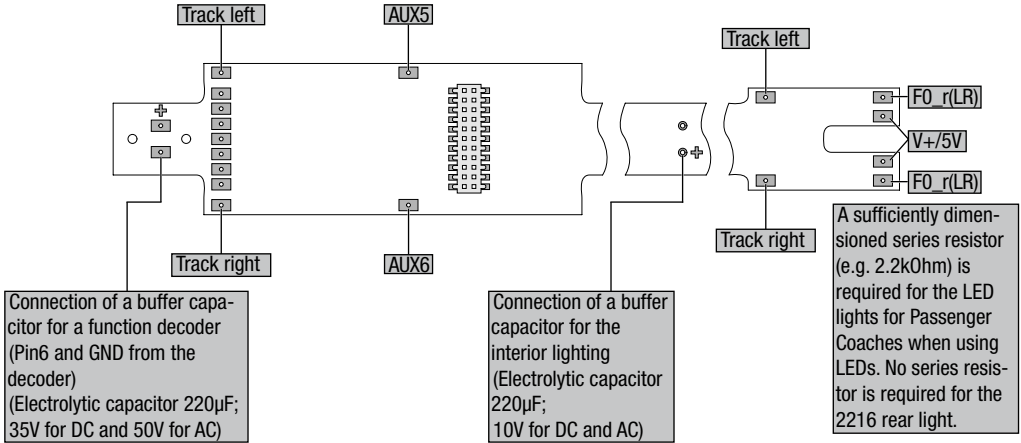 Track left
AUX5
Track left
F0_r(LR)
V+/5V
F0_r(LR)
Track right
AUX6
Track right
Connection of a buffer capa-
citor for a function decoder
(Pin6 and GND from the
decoder)
(Electrolytic capacitor 220µF;
35V for DC and 50V for AC)
Connection of a buffer
capacitor for the
interior lighting
(Electrolytic capacitor
220µF;
10V for DC and AC)
A sufficiently dimen-
sioned series resistor
(e.g. 2.2kOhm) is
required for the LED
lights for Passenger
Coaches when using
LEDs. No series resis-
tor is required for the
2216 rear light.